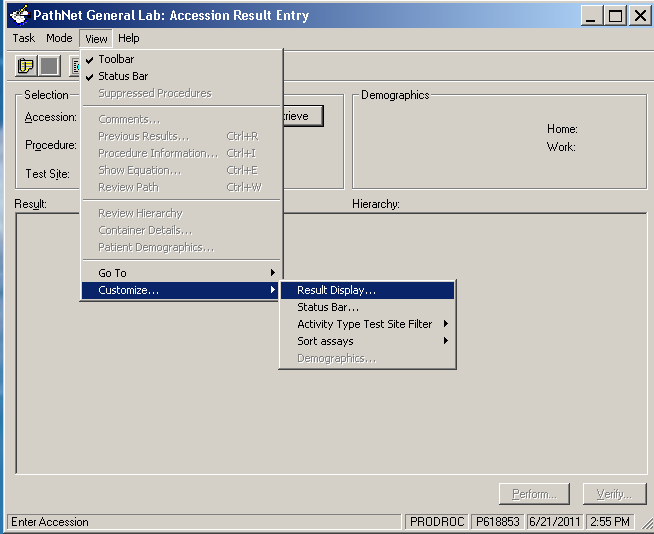 PathNet General Lab: Accession Result Entry
Task Mode View Help
Toolbar
Status Bar
Suppressed Procedures
Comments...
Previous Results... Ctrl+R
Procedure Information... Ctrl+I
Show Equation... Ctrl+E
Review Path Ctrl+W
Review Hierarchy
Container Details...
Patient Demographics...
Go To
Customize...
Result Display...
Status Bar...
Activity Type Test Site Filter
Sort assays
Demographics...
Selection
Accession:
Procedure:
Test Site:
rieve
Demographics
Home:
Work:
Result:
Hierarchy:
Perform... Verify...
Enter Accession PRODROC P618853 6/21/2011 2:55 PM